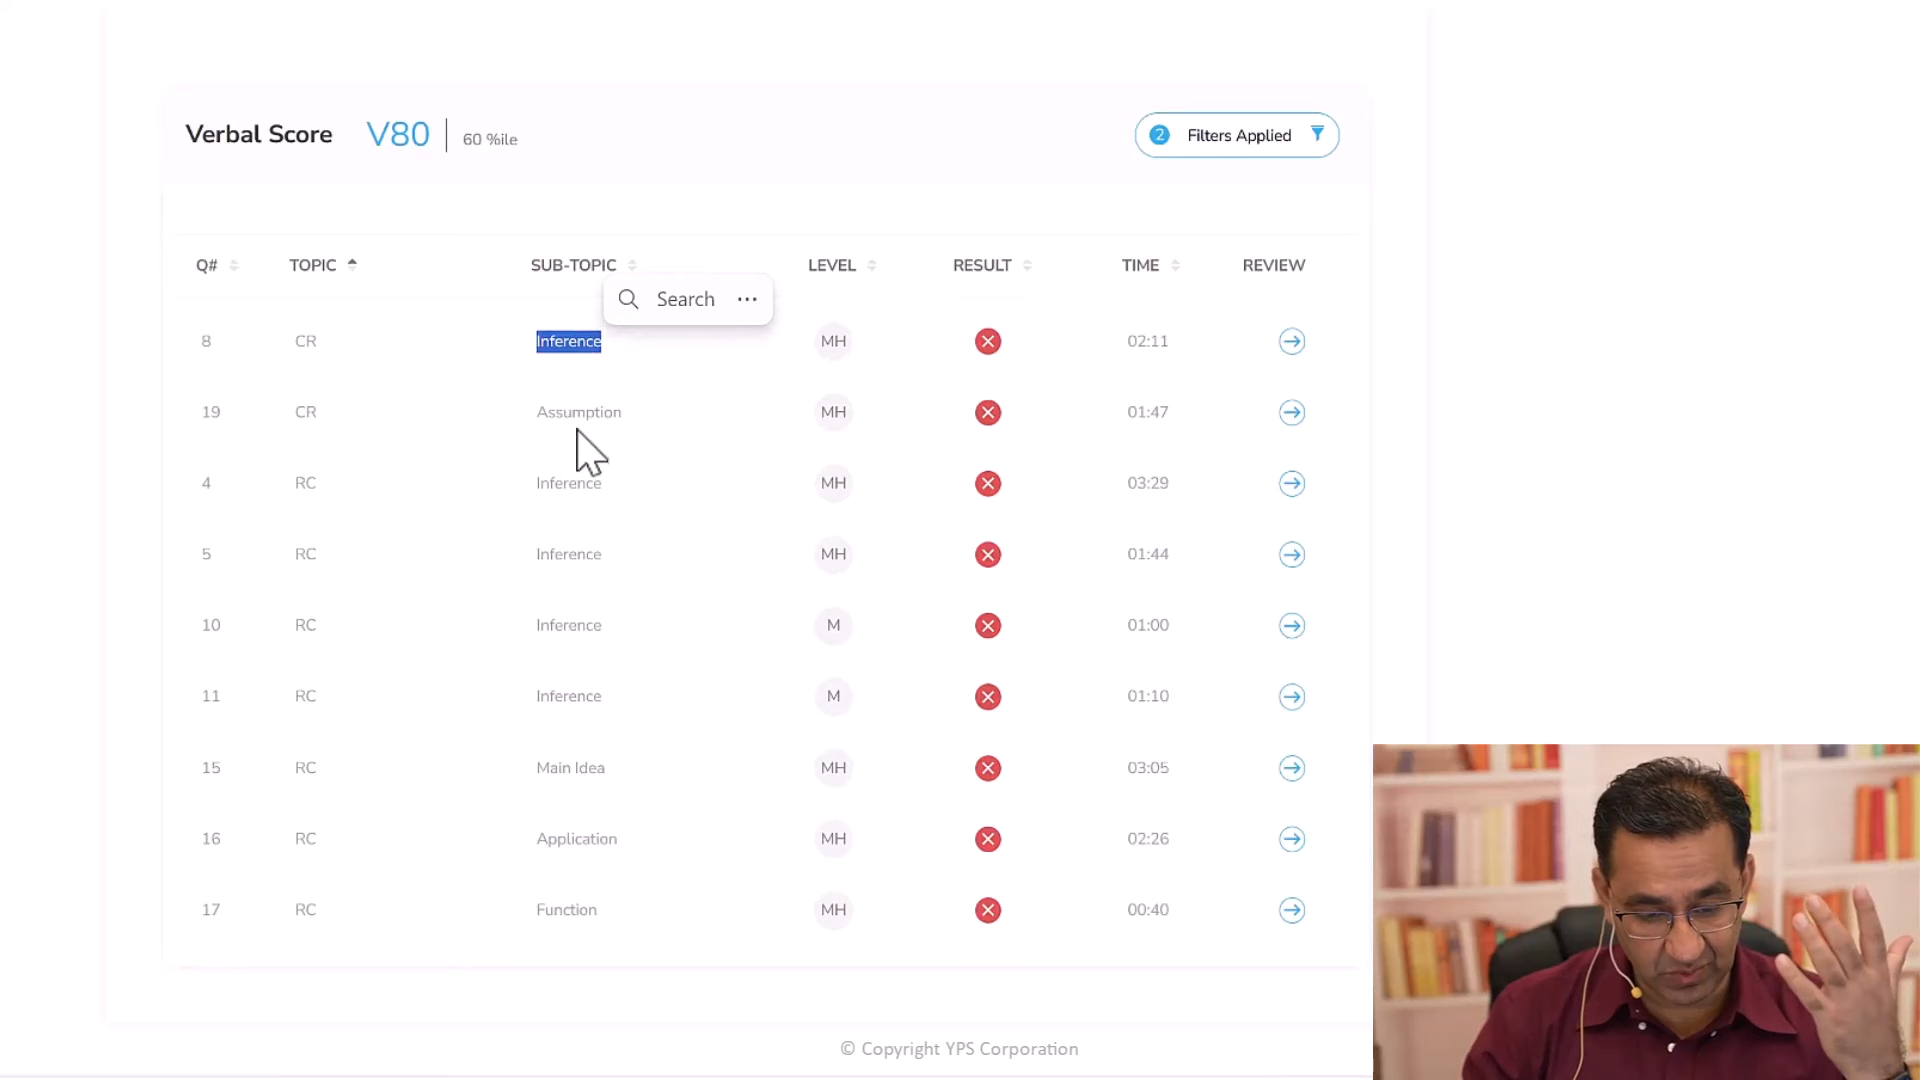 Verbal Score V80 60 %ile 2 Filters Applied
Q# TOPIC SUB-TOPIC LEVEL RESULT TIME REVIEW
Search
8 CR Inference MH 02:11
19 CR Assumption MH 01:47
4 RC Inference MH 03:29
5 RC Inference MH 01:44
10 RC Inference M 01:00
11 RC Inference M 01:10
15 RC Main Idea MH 03:05
16 RC Application MH 02:26
17 RC Function MH 00:40
© Copyright YPS Corporation